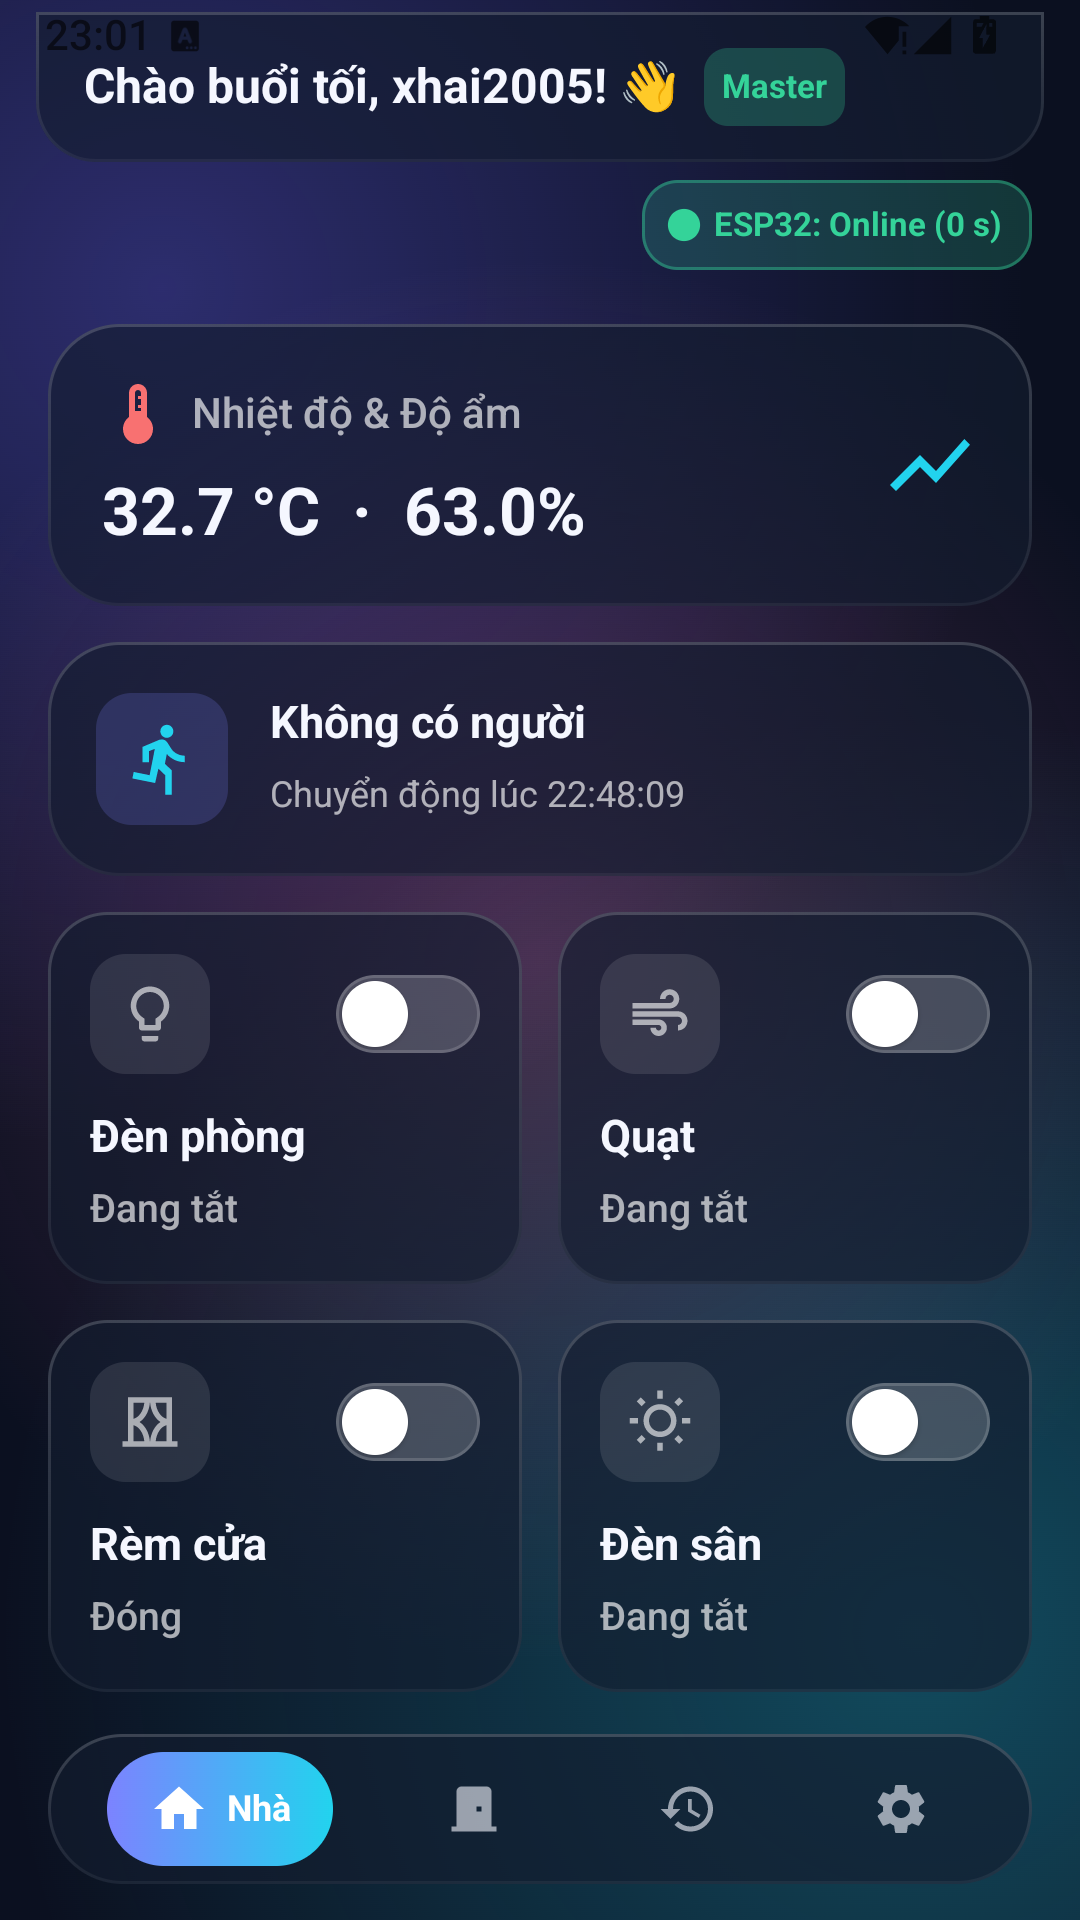 23:01
Chào buổi tối, xhai2005! 👋 Master
ESP32: Online (0 s)
Nhiệt độ & Độ ẩm
32.7 °C · 63.0%
Không có người
Chuyển động lúc 22:48:09
Đèn phòng
Đang tắt
Quạt
Đang tắt
Rèm cửa
Đóng
Đèn sân
Đang tắt
Nhà